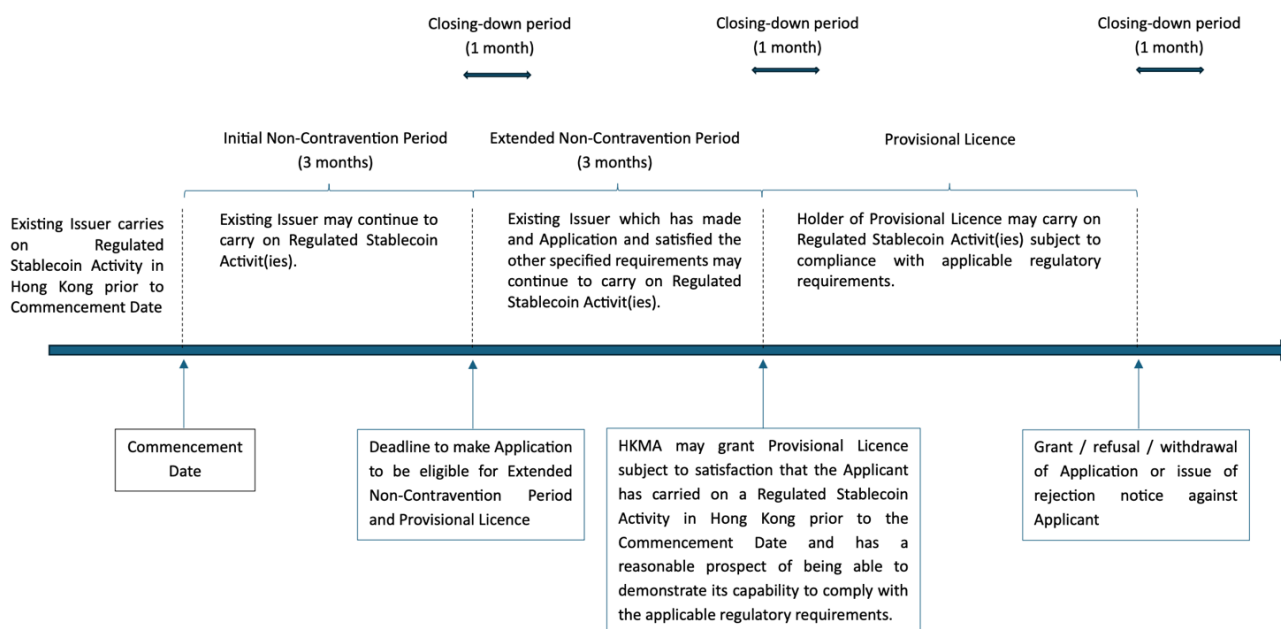 Closing-down period
(1 month)
Closing-down period
(1 month)
Closing-down period
(1 month)
Initial Non-Contravention Period
(3 months)
Extended Non-Contravention Period
(3 months)
Provisional Licence
Existing Issuer carries
on Regulated
Stablecoin Activity in
Hong Kong prior to
Commencement Date
Existing Issuer may continue to
carry on Regulated Stablecoin
Activit(ies).
Existing Issuer which has made
and Application and satisfied the
other specified requirements may
continue to carry on Regulated
Stablecoin Activit(ies).
Holder of Provisional Licence may carry on
Regulated Stablecoin Activit(ies) subject to
compliance with applicable regulatory
requirements.
Commencement
Date
Deadline to make Application
to be eligible for Extended
Non-Contravention Period
and Provisional Licence
HKMA may grant Provisional Licence
subject to satisfaction that the Applicant
has carried on a Regulated Stablecoin
Activity in Hong Kong prior to the
Commencement Date and has a
reasonable prospect of being able to
demonstrate its capability to comply with
the applicable regulatory requirements.
Grant / refusal / withdrawal
of Application or issue of
rejection notice against
Applicant